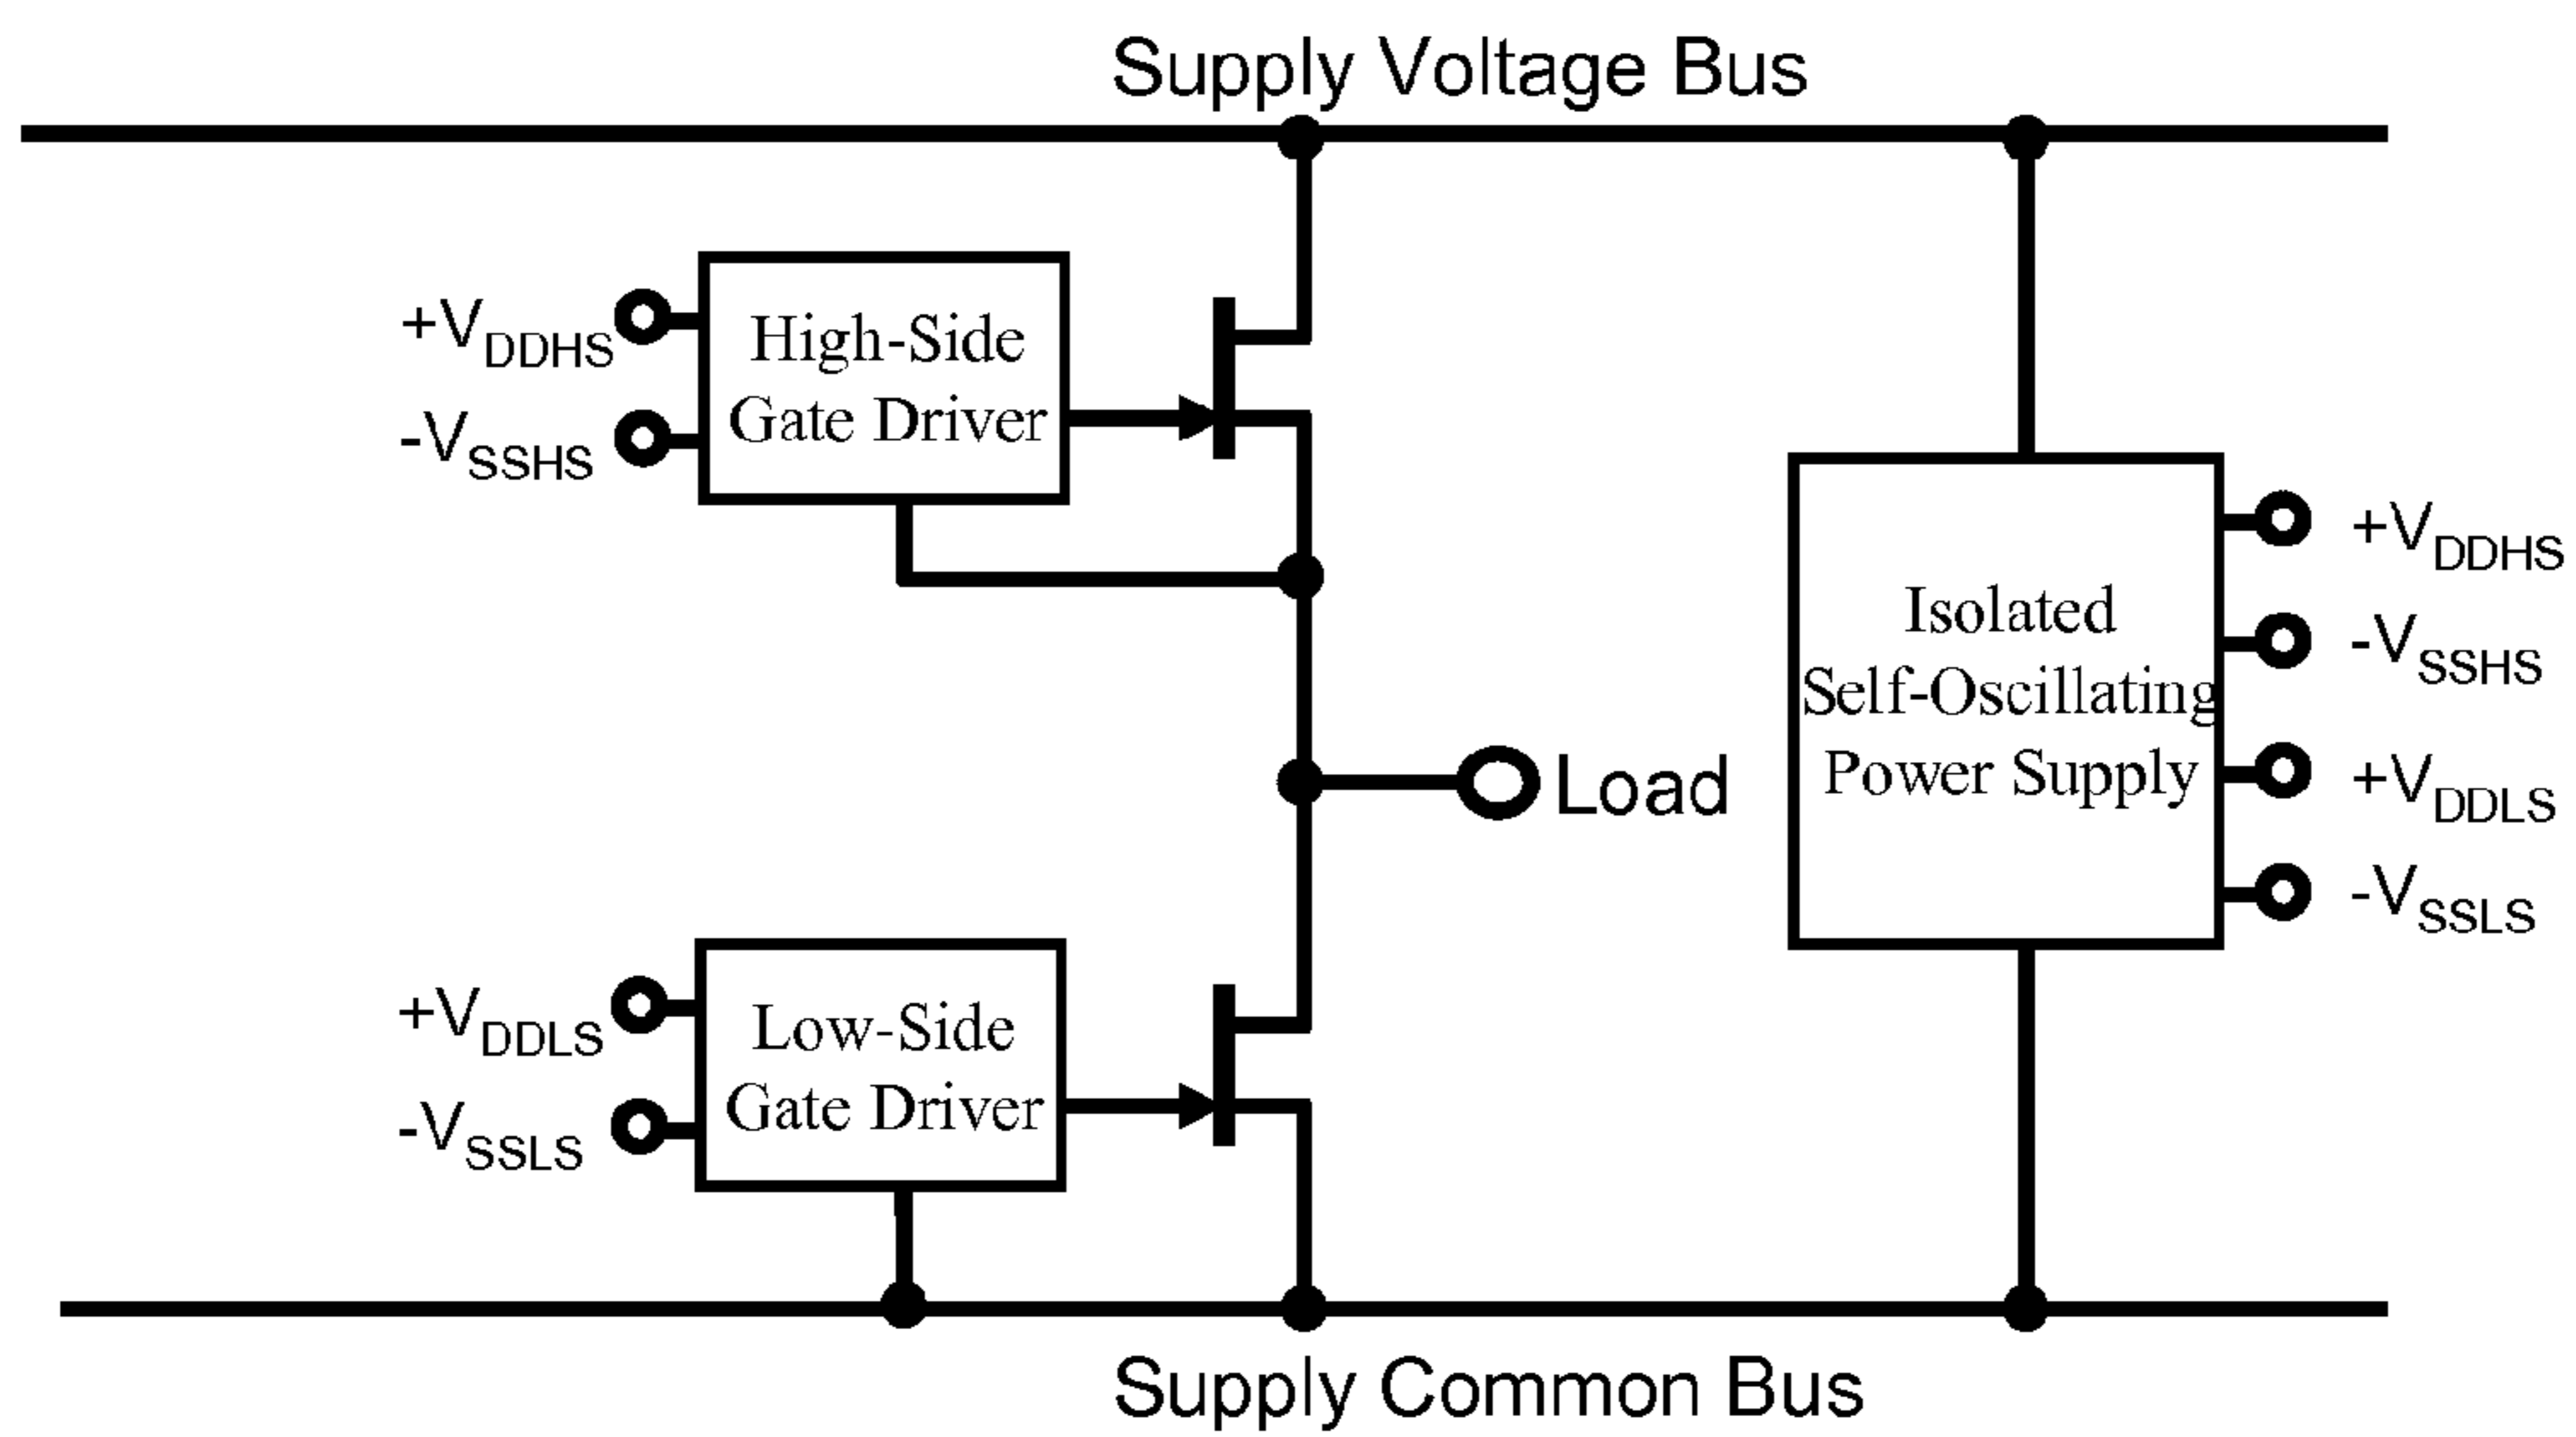 Supply Voltage Bus
+VDDHS
-VSSHS
High-Side
Gate Driver
Load
Isolated
Self-Oscillating
Power Supply
+VDDHS
-VSSHS
+VDDLS
-VSSLS
+VDDLS
-VSSLS
Low-Side
Gate Driver
Supply Common Bus